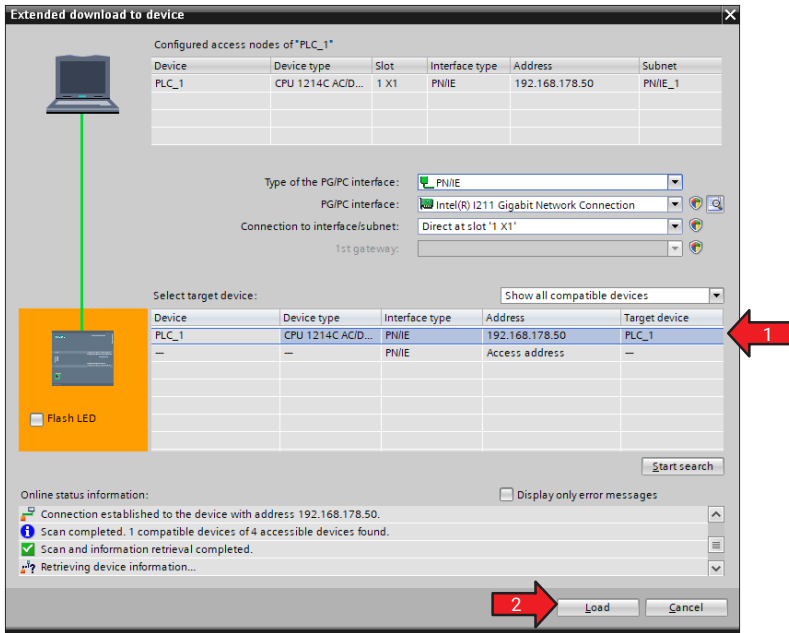 Extended download to device
Configured access nodes of "PLC_1"
Device Device type Slot Interface type Address Subnet
PLC_1 CPU 1214C AC/D... 1 X1 PN/IE 192.168.178.50 PN/IE_1
Type of the PG/PC interface: PN/IE
PG/PC interface: Intel(R) I211 Gigabit Network Connection
Connection to interface/subnet: Direct at slot '1 X1'
1st gateway:
Select target device: Show all compatible devices
Device Device type Interface type Address Target device
PLC_1 CPU 1214C AC/D... PN/IE 192.168.178.50 PLC_1
— — PN/IE Access address —
1
Flash LED
Start search
Online status information: Display only error messages
Connection established to the device with address 192.168.178.50.
Scan completed. 1 compatible devices of 4 accessible devices found.
Scan and information retrieval completed.
Retrieving device information...
2
Load Cancel